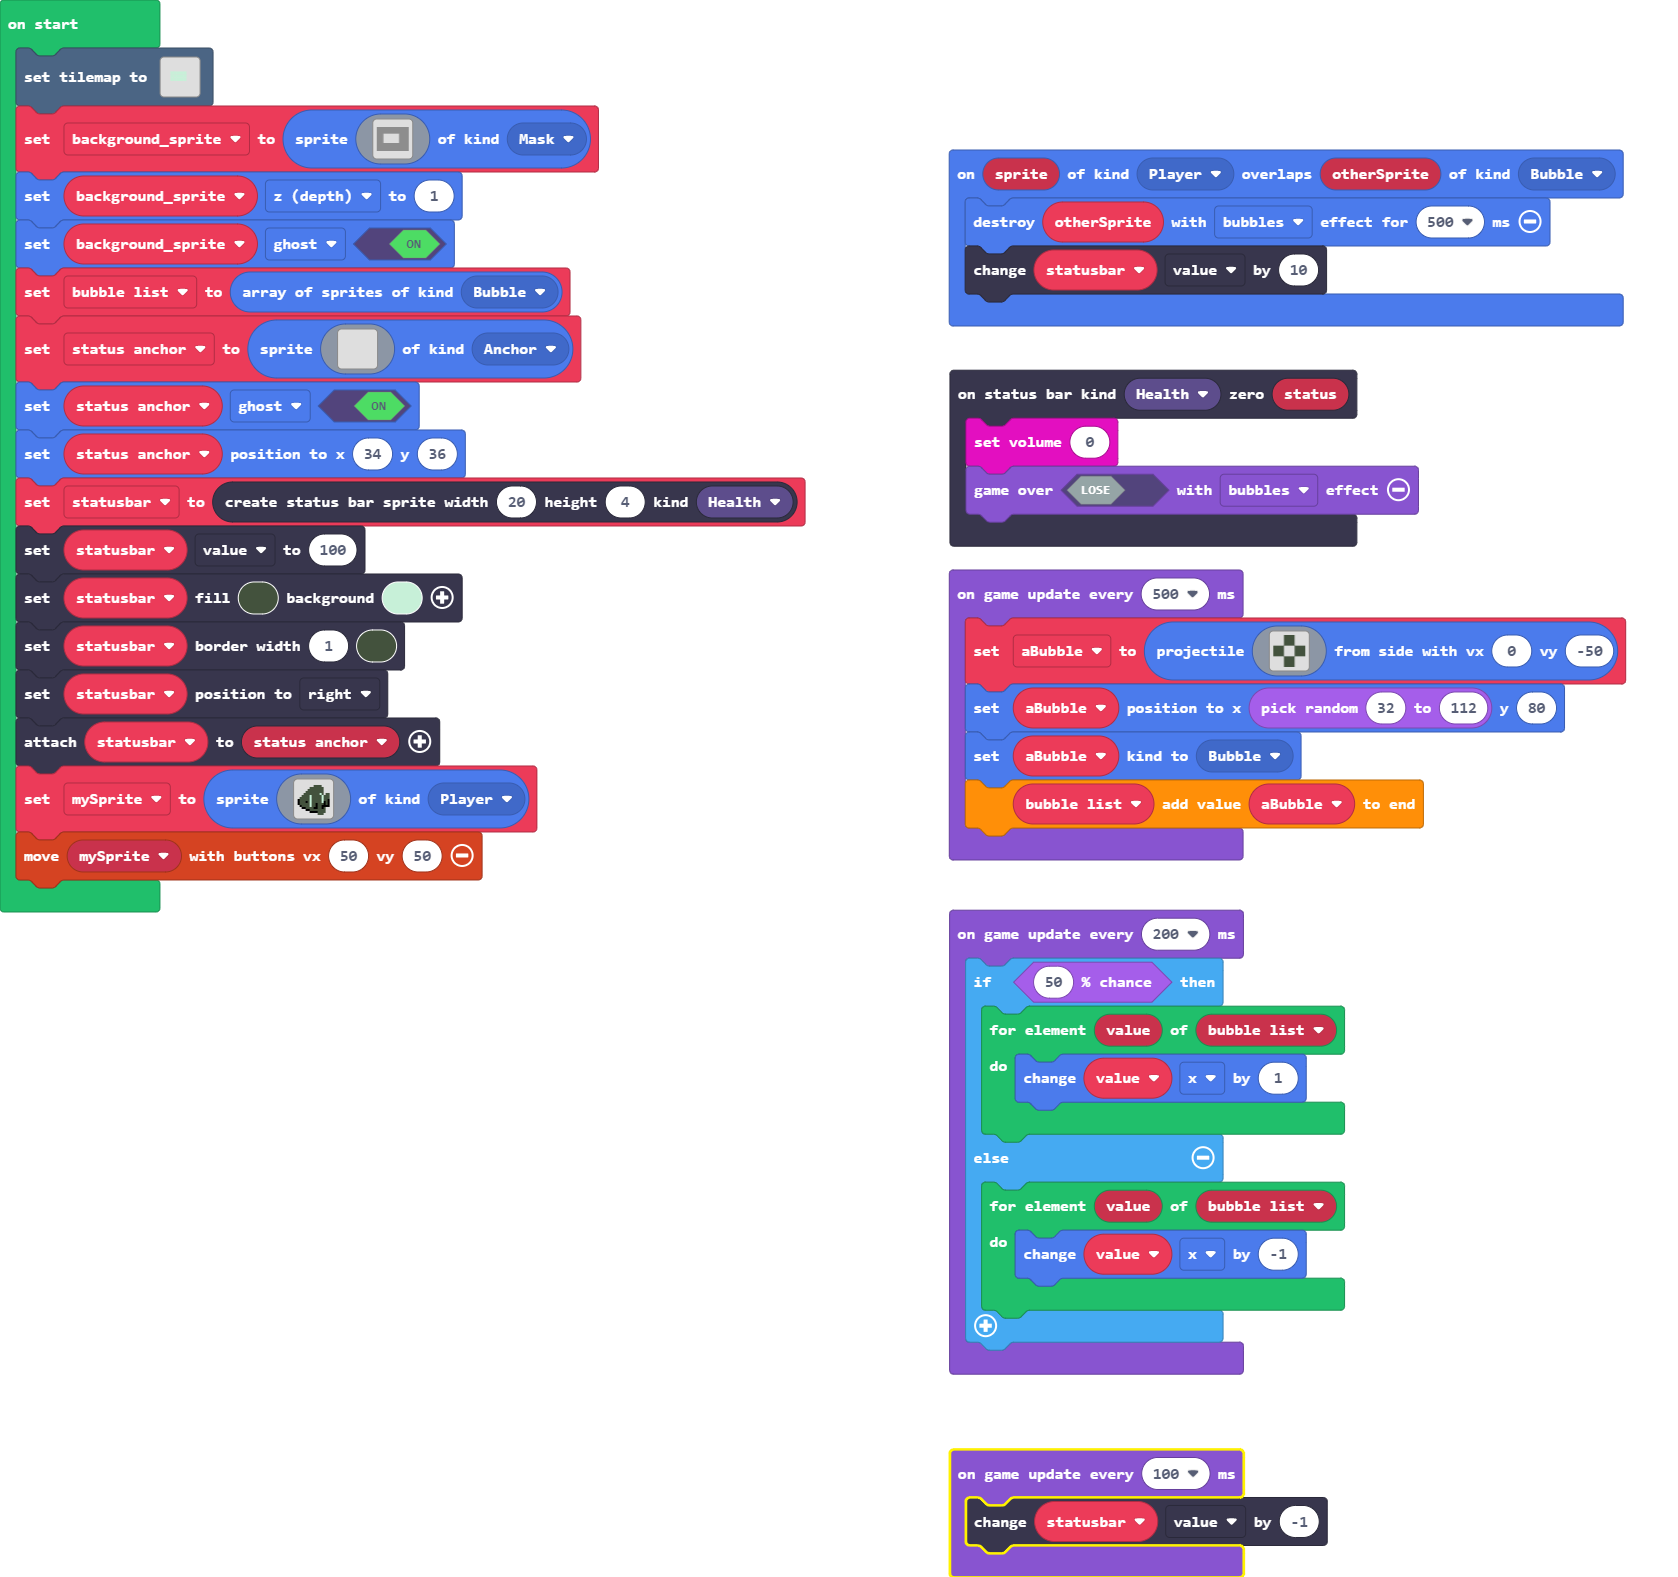 on start
set tilemap to
set background_sprite to sprite of kind Mask
set background_sprite z (depth) to 1
set background_sprite ghost ON
set bubble list to array of sprites of kind Bubble
set status anchor to sprite of kind Anchor
set status anchor ghost ON
set status anchor position to x 34 y 36
set statusbar to create status bar sprite width 20 height 4 kind Health
set statusbar value to 100
set statusbar fill background
set statusbar border width 1
set statusbar position to right
attach statusbar to status anchor
set mySprite to sprite of kind Player
move mySprite with buttons vx 50 vy 50
on sprite of kind Player overlaps otherSprite of kind Bubble
destroy otherSprite with bubbles effect for 500 ms
change statusbar value by 10
on status bar kind Health zero status
set volume 0
game over LOSE with bubbles effect
on game update every 500 ms
set aBubble to projectile from side with vx 0 vy -50
set aBubble position to x pick random 32 to 112 y 80
set aBubble kind to Bubble
bubble list add value aBubble to end
on game update every 200 ms
if 50 % chance then
for element value of bubble list
do change value x by 1
else
for element value of bubble list
do change value x by -1
on game update every 100 ms
change statusbar value by -1